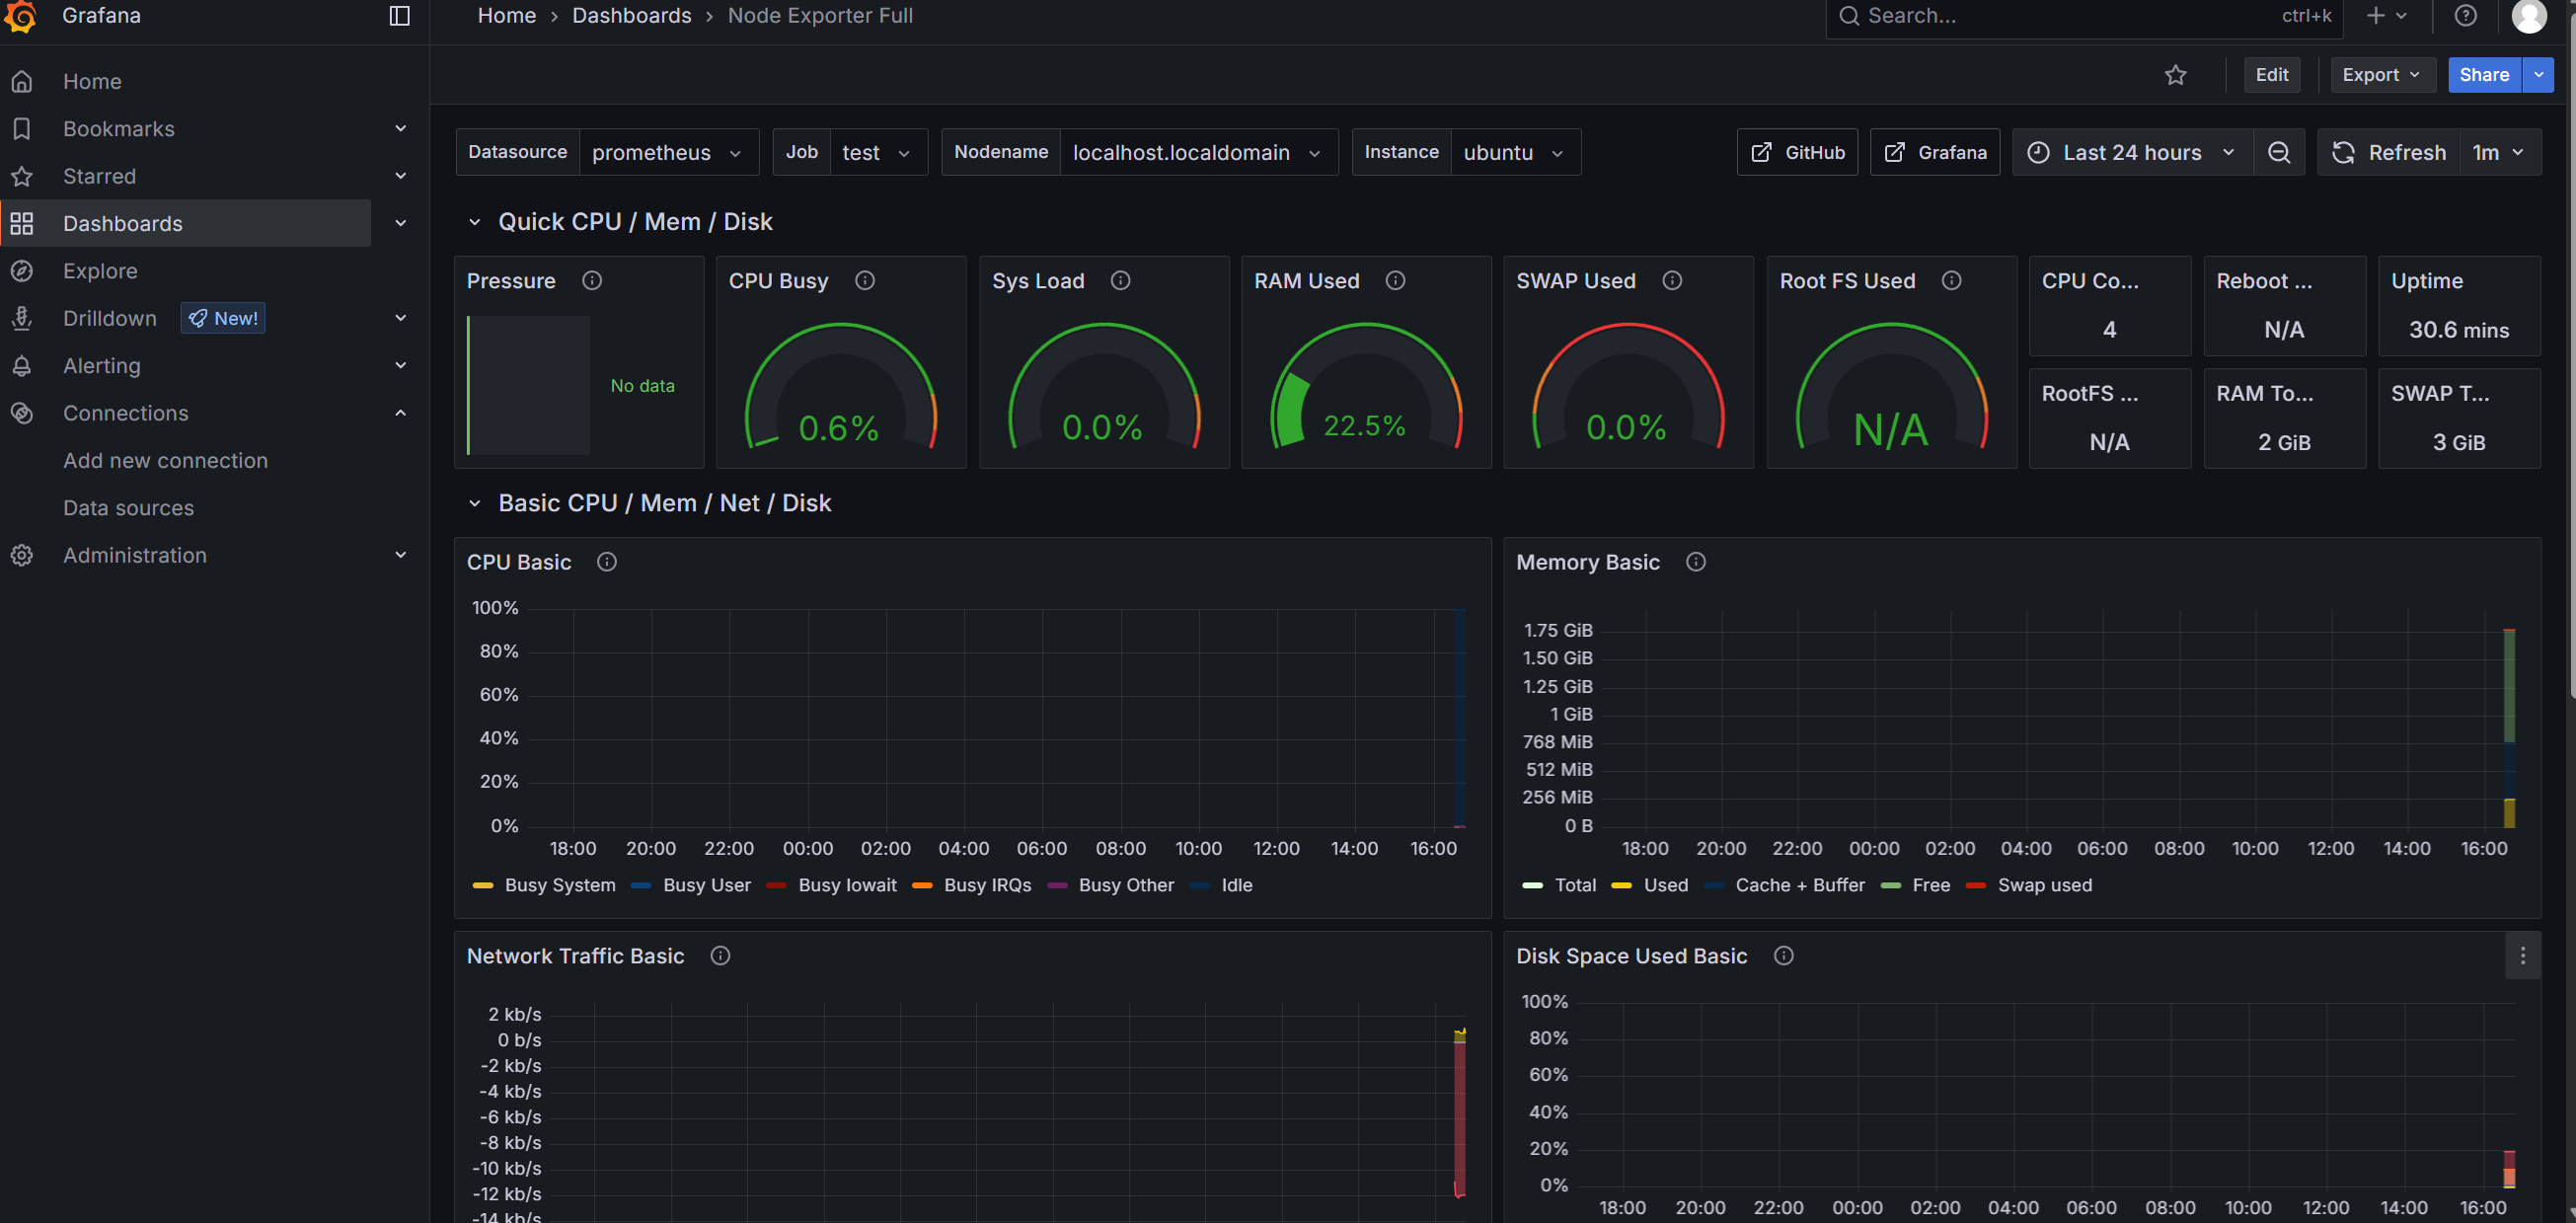 Grafana
Home › Dashboards › Node Exporter Full
Search...
ctrl+k
Edit
Export
Share
Home
Bookmarks
Starred
Dashboards
Explore
Drilldown
New!
Alerting
Connections
Add new connection
Data sources
Administration
Datasource prometheus
Job test
Nodename localhost.localdomain
Instance ubuntu
GitHub
Grafana
Last 24 hours
Refresh 1m
Quick CPU / Mem / Disk
Pressure
No data
CPU Busy
0.6%
Sys Load
0.0%
RAM Used
22.5%
SWAP Used
0.0%
Root FS Used
N/A
CPU Co...
4
Reboot ...
N/A
Uptime
30.6 mins
RootFS ...
N/A
RAM To...
2 GiB
SWAP T...
3 GiB
Basic CPU / Mem / Net / Disk
CPU Basic
100%
80%
60%
40%
20%
0%
18:00 20:00 22:00 00:00 02:00 04:00 06:00 08:00 10:00 12:00 14:00 16:00
Busy System Busy User Busy Iowait Busy IRQs Busy Other Idle
Memory Basic
1.75 GiB
1.50 GiB
1.25 GiB
1 GiB
768 MiB
512 MiB
256 MiB
0 B
18:00 20:00 22:00 00:00 02:00 04:00 06:00 08:00 10:00 12:00 14:00 16:00
Total Used Cache + Buffer Free Swap used
Network Traffic Basic
2 kb/s
0 b/s
-2 kb/s
-4 kb/s
-6 kb/s
-8 kb/s
-10 kb/s
-12 kb/s
-14 kb/s
Disk Space Used Basic
100%
80%
60%
40%
20%
0%
18:00 20:00 22:00 00:00 02:00 04:00 06:00 08:00 10:00 12:00 14:00 16:00